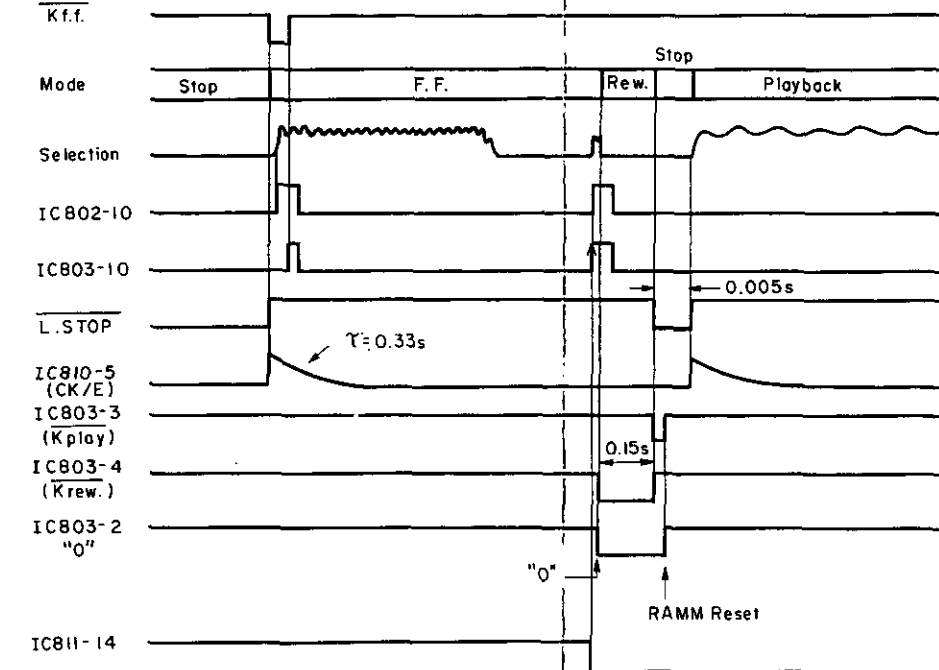 Kf.f.
Stop
Mode Stop F.F. Rew. Playback
Selection
IC802-10
IC803-10
0.005s
L.STOP
τ=0.33s
IC810-5
(CK/E)
IC803-3
(Kplay)
0.15s
IC803-4
(Krew.)
IC803-2
"0"
"0"
RAMM Reset
IC811-14